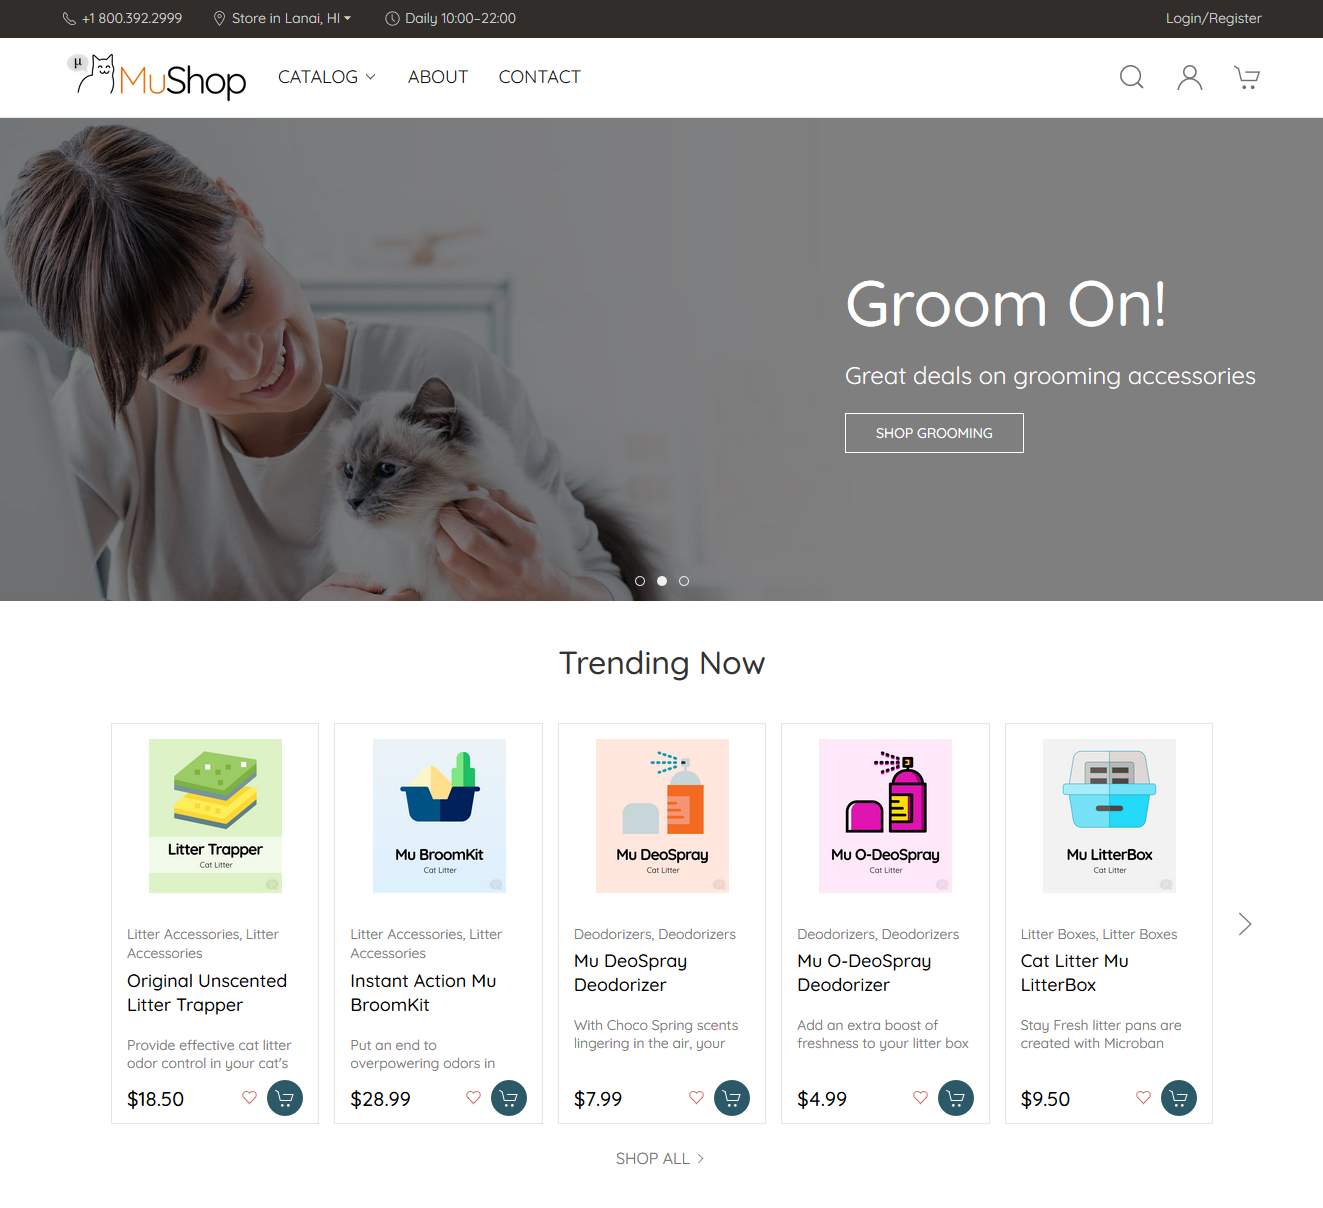 +1 800.392.2999
Store in Lanai, HI
Daily 10:00–22:00
Login/Register
μ
MuShop
CATALOG
ABOUT
CONTACT
Groom On!
Great deals on grooming accessories
SHOP GROOMING
Trending Now
Litter Trapper
Cat Litter
Litter Accessories, Litter
Accessories
Original Unscented
Litter Trapper
Provide effective cat litter
odor control in your cat's
$18.50
Mu BroomKit
Cat Litter
Litter Accessories, Litter
Accessories
Instant Action Mu
BroomKit
Put an end to
overpowering odors in
$28.99
Mu DeoSpray
Cat Litter
Deodorizers, Deodorizers
Mu DeoSpray
Deodorizer
With Choco Spring scents
lingering in the air, your
$7.99
Mu O-DeoSpray
Cat Litter
Deodorizers, Deodorizers
Mu O-DeoSpray
Deodorizer
Add an extra boost of
freshness to your litter box
$4.99
Mu LitterBox
Cat Litter
Litter Boxes, Litter Boxes
Cat Litter Mu
LitterBox
Stay Fresh litter pans are
created with Microban
$9.50
SHOP ALL